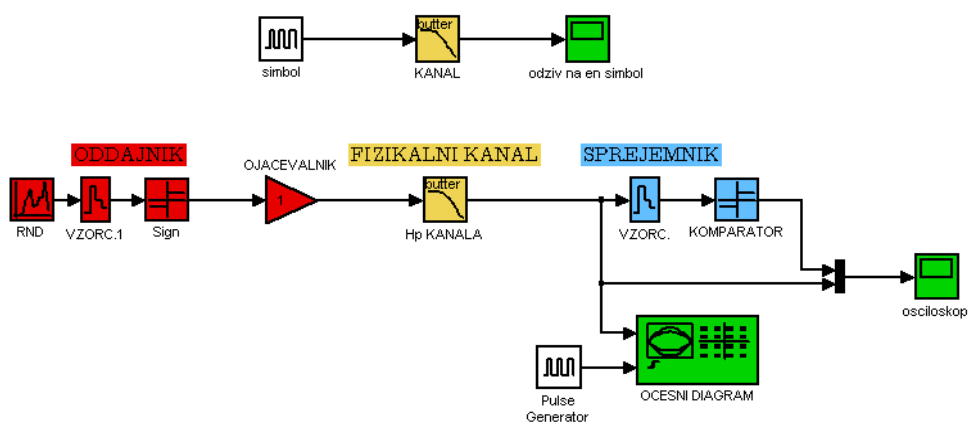 butter
simbol
KANAL
odziv na en simbol
ODDAJNIK
OJACEVALNIK
FIZIKALNI KANAL
SPREJEMNIK
1
butter
RND
VZORC.1
Sign
Hp KANALA
VZORC.
KOMPARATOR
osciloskop
Pulse
Generator
OCESNI DIAGRAM